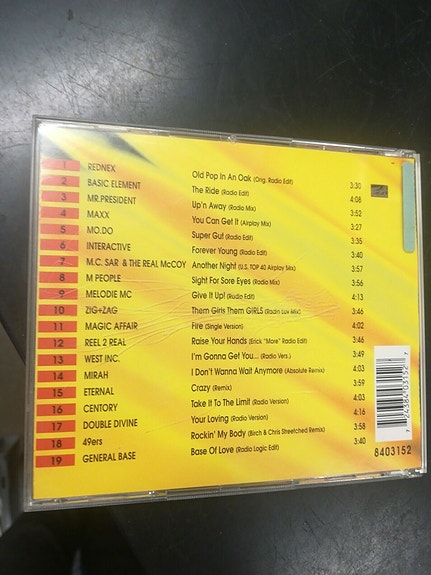 1 REDNEX Old Pop In An Oak (Orig. Radio Edit) 3:30
2 BASIC ELEMENT The Ride (Radio Edit) 4:08
3 MR.PRESIDENT Up'n Away (Radio Mix) 3:52
4 MAXX You Can Get It (Airplay Mix) 3:27
5 MO.DO Super Gut (Radio Edit) 3:35
6 INTERACTIVE Forever Young (Radio Edit) 3:40
7 M.C. SAR & THE REAL McCOY Another Night (U.S. TOP 40 Airplay Mix) 3:57
8 M PEOPLE Sight For Sore Eyes (Radio Mix) 3:56
9 MELODIE MC Give It Up! (Rudio Edit) 4:13
10 ZIG+ZAG Them Girls Them GIRLS (Radio Luv Mix) 3:46
11 MAGIC AFFAIR Fire (Single Version) 4:02
12 REEL 2 REAL Raise Your Hands (Erick "More" Radio Edit) 3:46
13 WEST INC. I'm Gonna Get You... (Radio Vers.) 3:49
14 MIRAH I Don't Wanna Wait Anymore (Absolute Remix) 4:03
15 ETERNAL Crazy (Remix) 3:59
16 CENTORY Take It To The Limit (Radio Version) 4:03
17 DOUBLE DIVINE Your Loving (Radio Version) 4:16
18 49ers Rockin' My Body (Birch & Chris Streetched Remix) 3:58
19 GENERAL BASE Base Of Love (Radio Logic Edit) 3:40
7 24384 03152 7
8403152